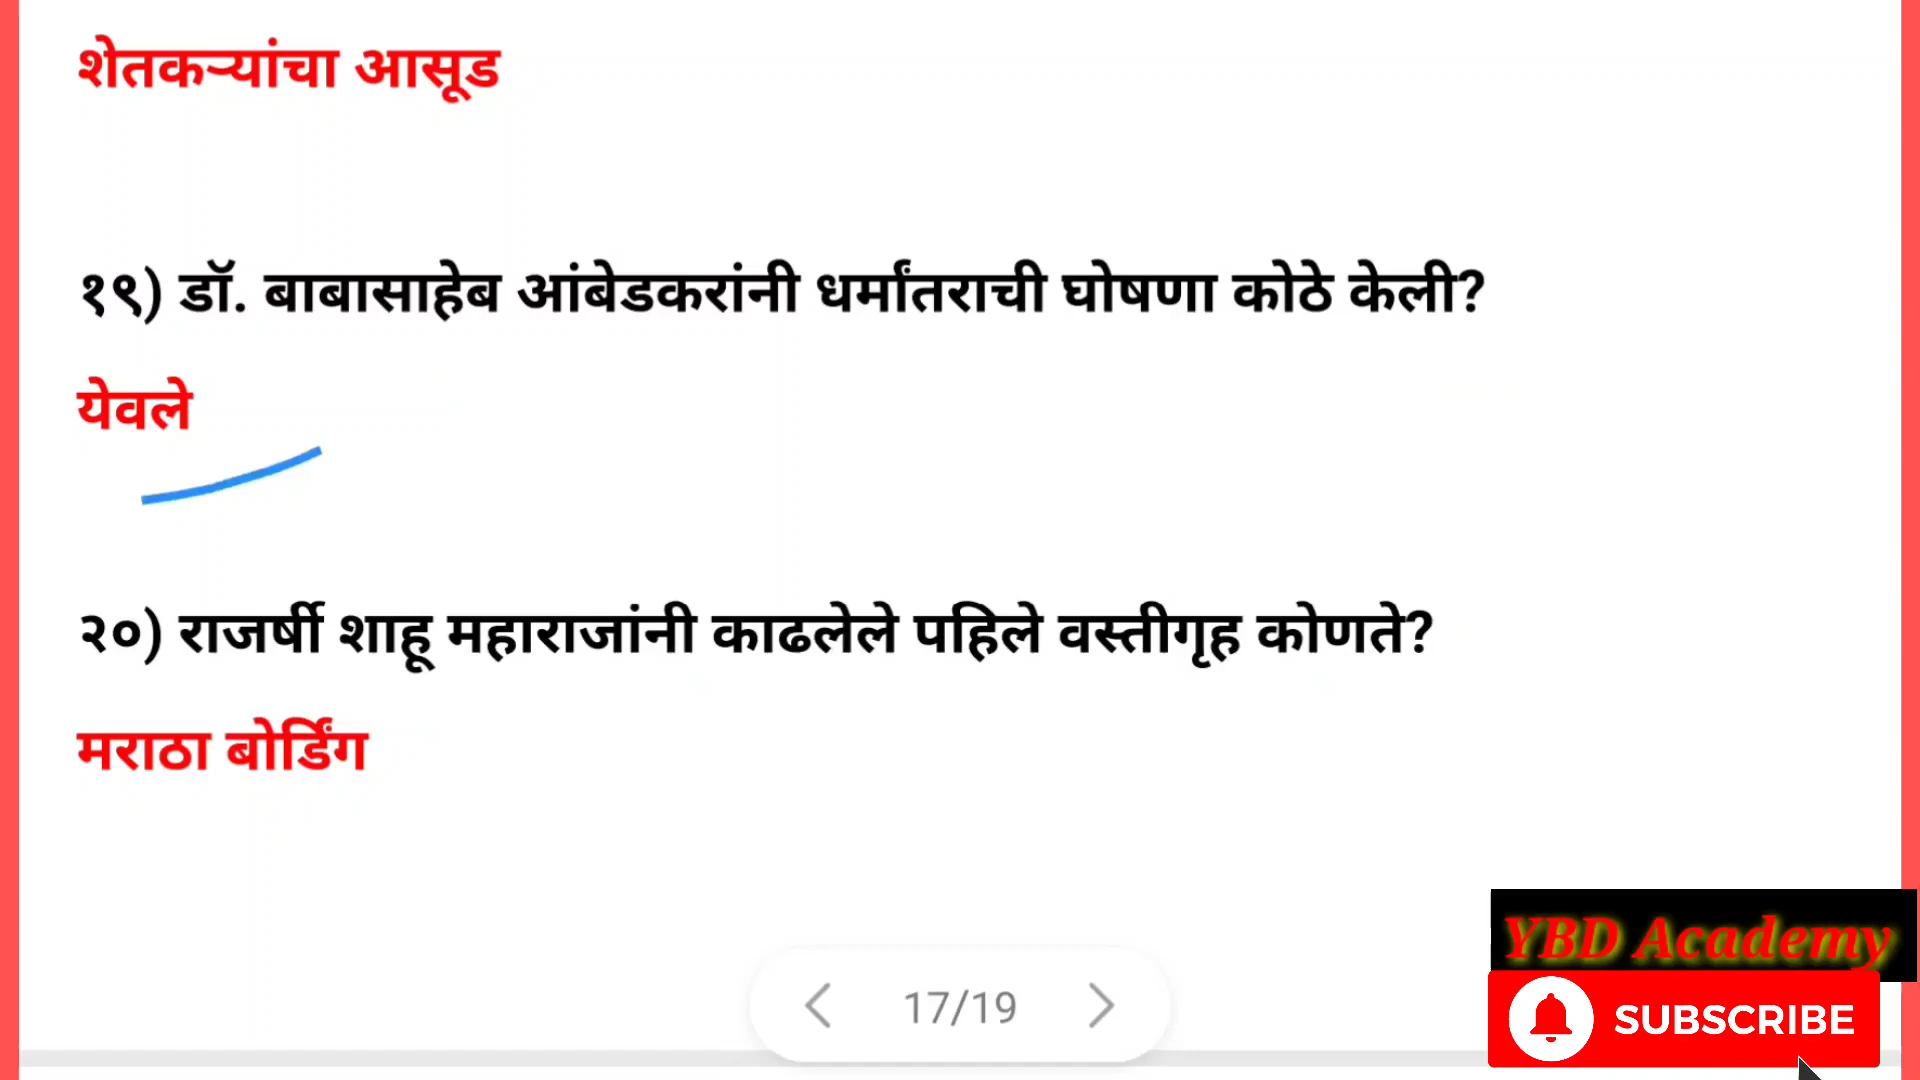 शेतकऱ्यांचा आसूड
१९) डॉ. बाबासाहेब आंबेडकरांनी धर्मांतराची घोषणा कोठे केली?
येवले
२०) राजर्षी शाहू महाराजांनी काढलेले पहिले वस्तीगृह कोणते?
मराठा बोर्डिंग
17/19
YBD Academy
SUBSCRIBE